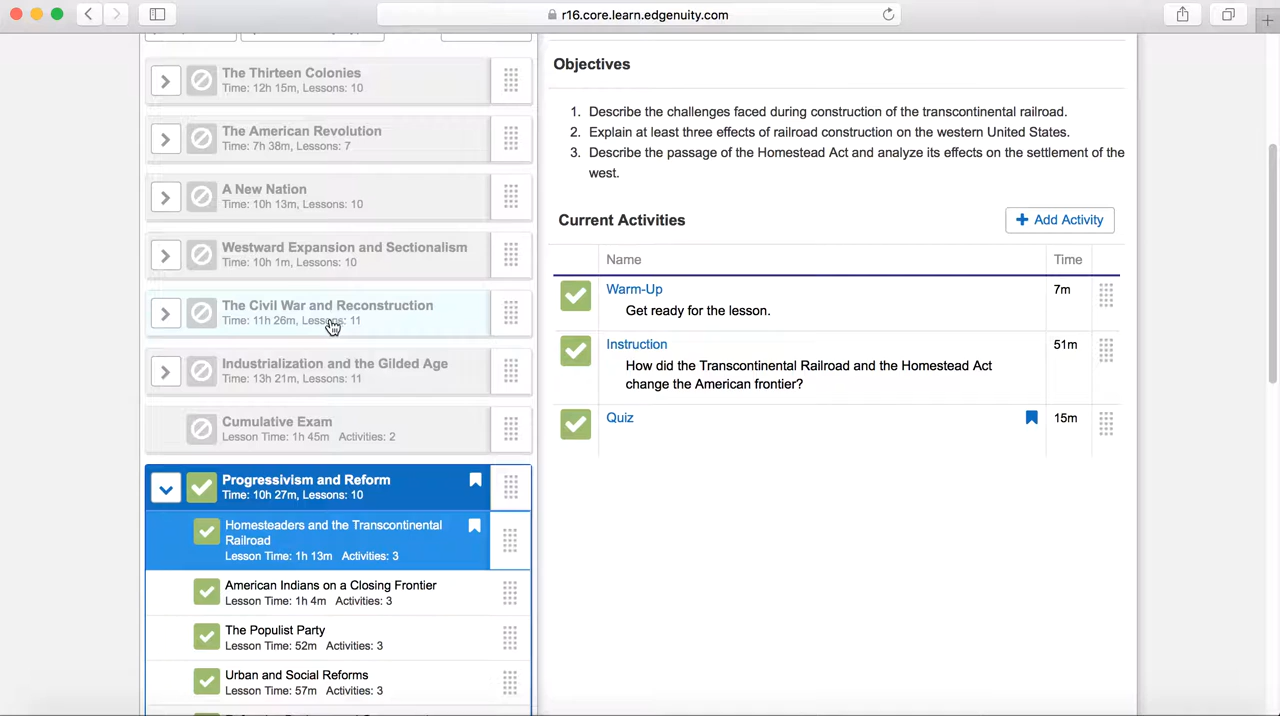 r16.core.learn.edgenuity.com
The Thirteen Colonies
Time: 12h 15m, Lessons: 10
The American Revolution
Time: 7h 38m, Lessons: 7
A New Nation
Time: 10h 13m, Lessons: 10
Westward Expansion and Sectionalism
Time: 10h 1m, Lessons: 10
The Civil War and Reconstruction
Time: 11h 26m, Lessons: 11
Industrialization and the Gilded Age
Time: 13h 21m, Lessons: 11
Cumulative Exam
Lesson Time: 1h 45m Activities: 2
Progressivism and Reform
Time: 10h 27m, Lessons: 10
Homesteaders and the Transcontinental
Railroad
Lesson Time: 1h 13m Activities: 3
American Indians on a Closing Frontier
Lesson Time: 1h 4m Activities: 3
The Populist Party
Lesson Time: 52m Activities: 3
Urban and Social Reforms
Lesson Time: 57m Activities: 3
Objectives
1. Describe the challenges faced during construction of the transcontinental railroad.
2. Explain at least three effects of railroad construction on the western United States.
3. Describe the passage of the Homestead Act and analyze its effects on the settlement of the
west.
Current Activities
+ Add Activity
Name Time
Warm-Up 7m
Get ready for the lesson.
Instruction 51m
How did the Transcontinental Railroad and the Homestead Act
change the American frontier?
Quiz 15m